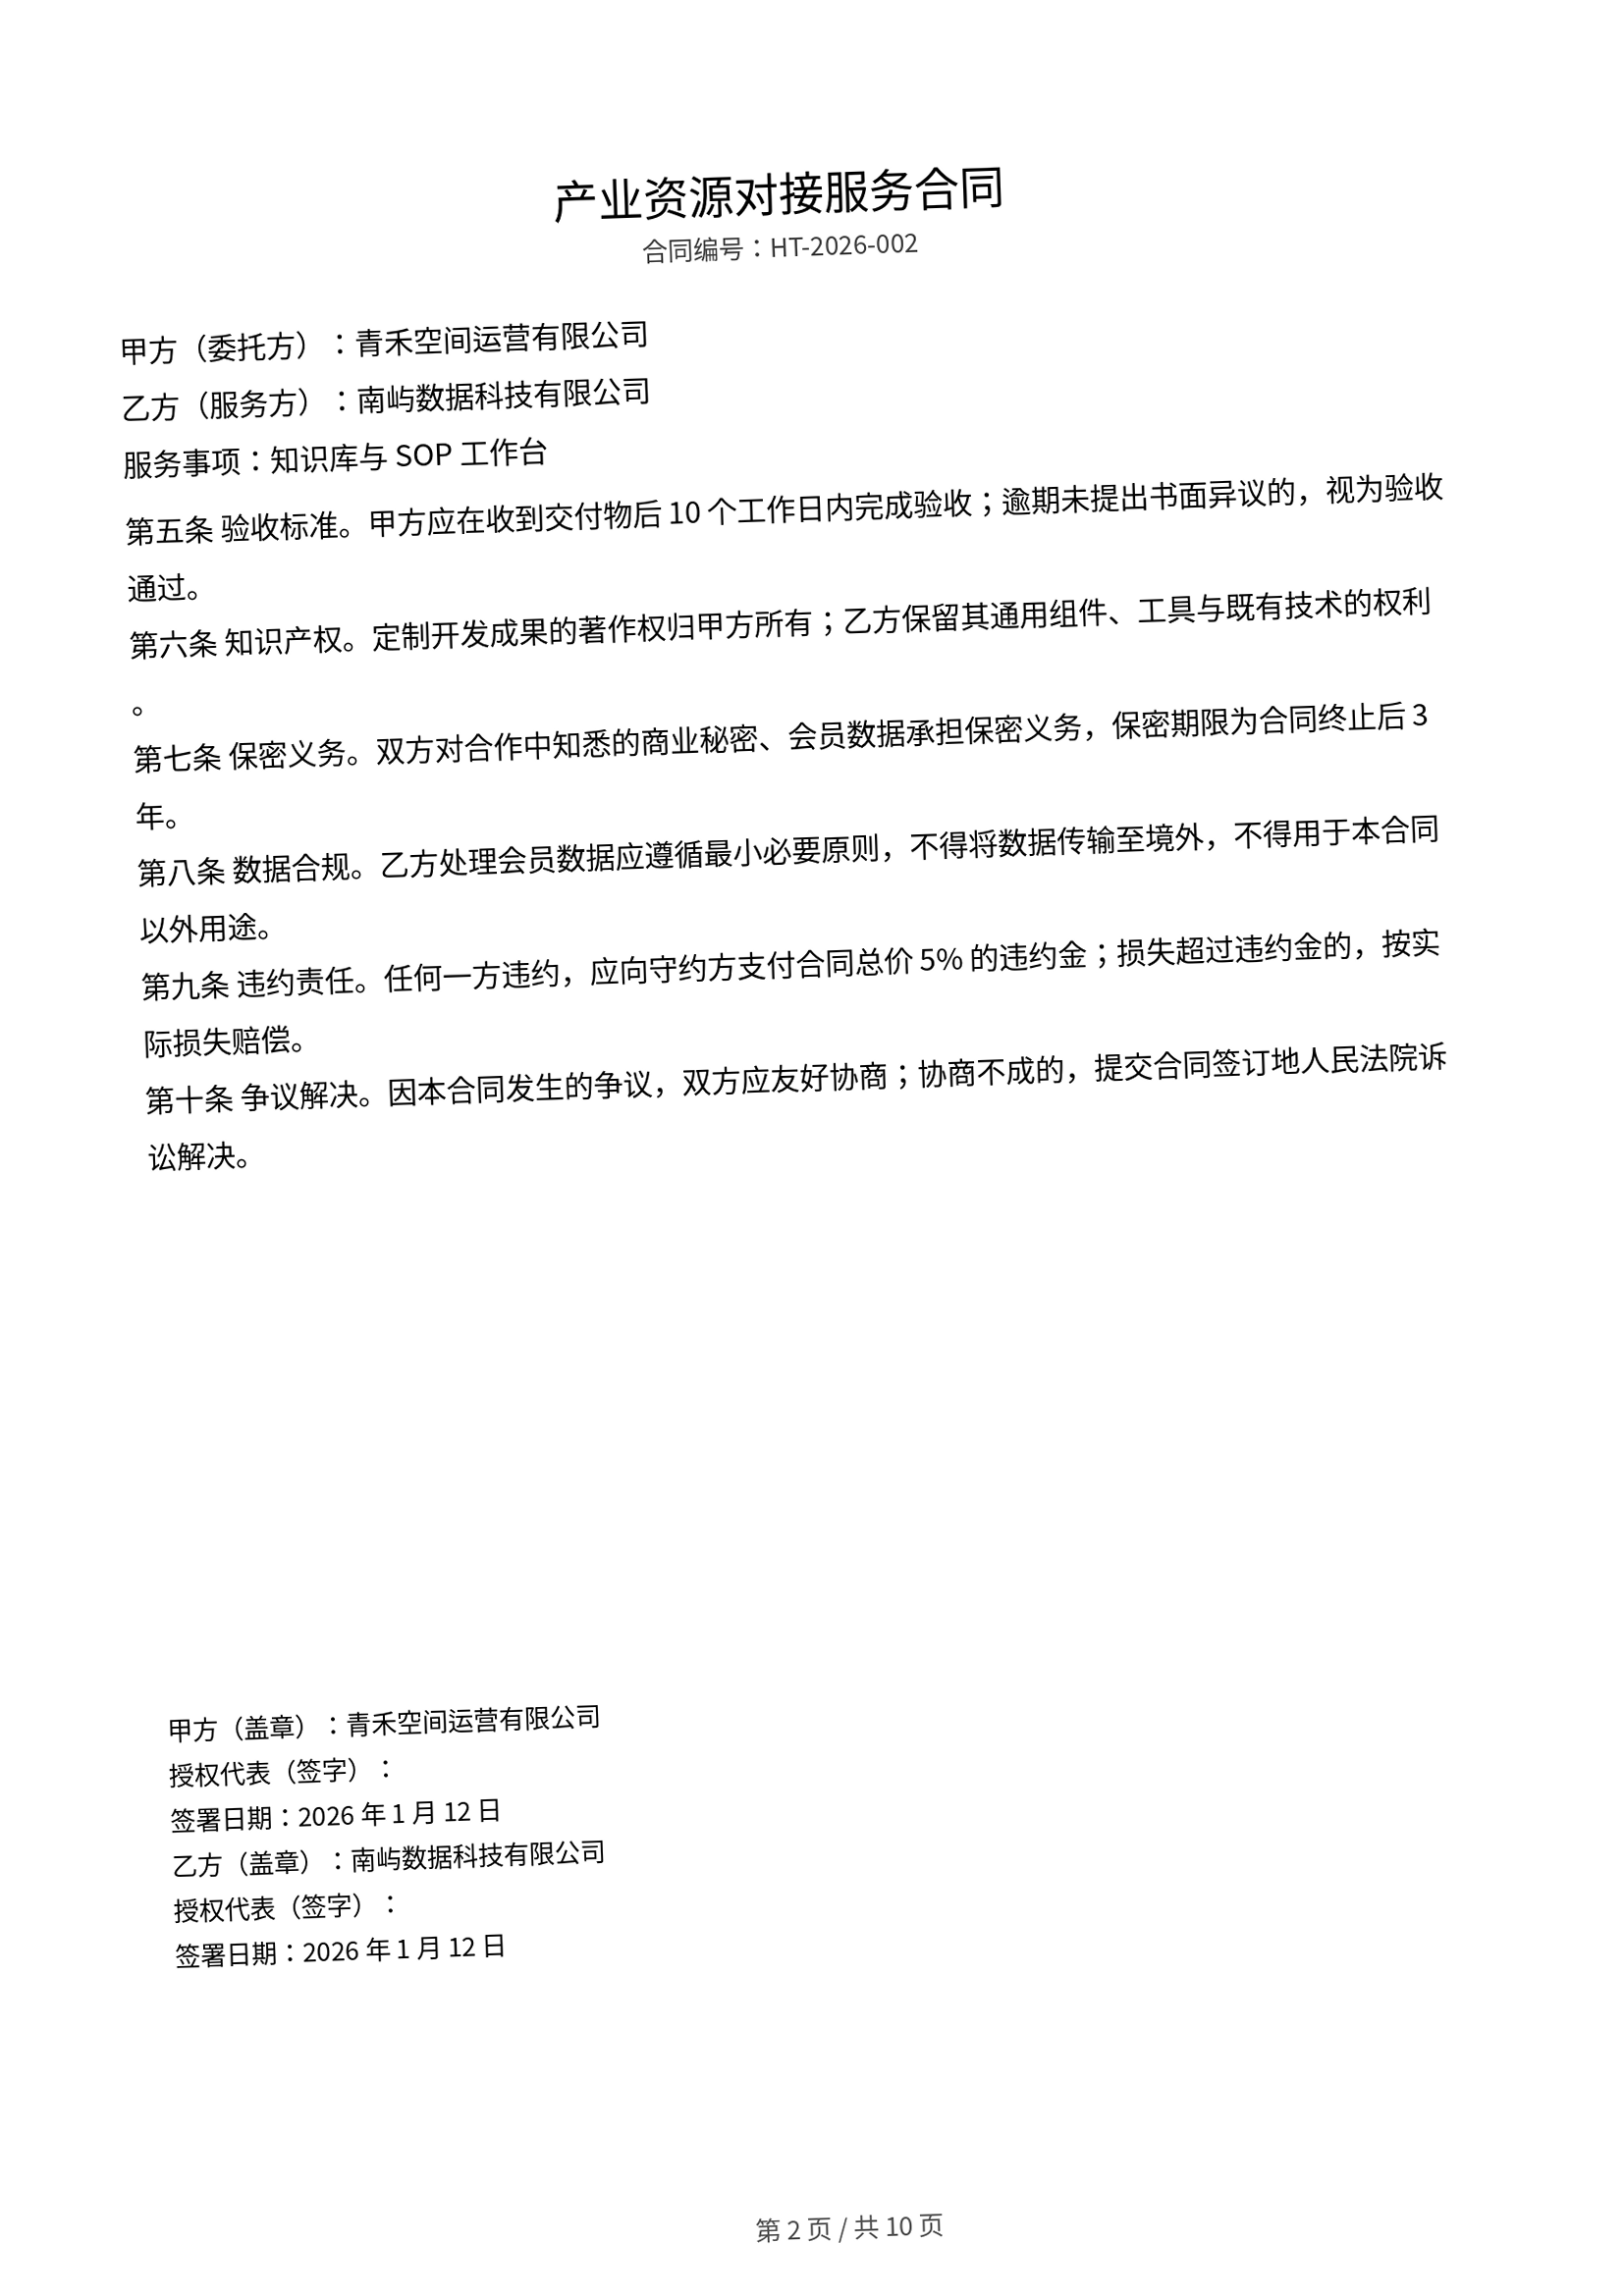 产业资源对接服务合同
合同编号：HT-2026-002
甲方（委托方）：青禾空间运营有限公司
乙方（服务方）：南屿数据科技有限公司
服务事项：知识库与 SOP 工作台
第五条 验收标准。甲方应在收到交付物后 10 个工作日内完成验收；逾期未提出书面异议的，视为验收
通过。
第六条 知识产权。定制开发成果的著作权归甲方所有；乙方保留其通用组件、工具与既有技术的权利
。
第七条 保密义务。双方对合作中知悉的商业秘密、会员数据承担保密义务，保密期限为合同终止后 3
年。
第八条 数据合规。乙方处理会员数据应遵循最小必要原则，不得将数据传输至境外，不得用于本合同
以外用途。
第九条 违约责任。任何一方违约，应向守约方支付合同总价 5% 的违约金；损失超过违约金的，按实
际损失赔偿。
第十条 争议解决。因本合同发生的争议，双方应友好协商；协商不成的，提交合同签订地人民法院诉
讼解决。
甲方（盖章）：青禾空间运营有限公司
授权代表（签字）：
签署日期：2026 年 1 月 12 日
乙方（盖章）：南屿数据科技有限公司
授权代表（签字）：
签署日期：2026 年 1 月 12 日
第 2 页 / 共 10 页